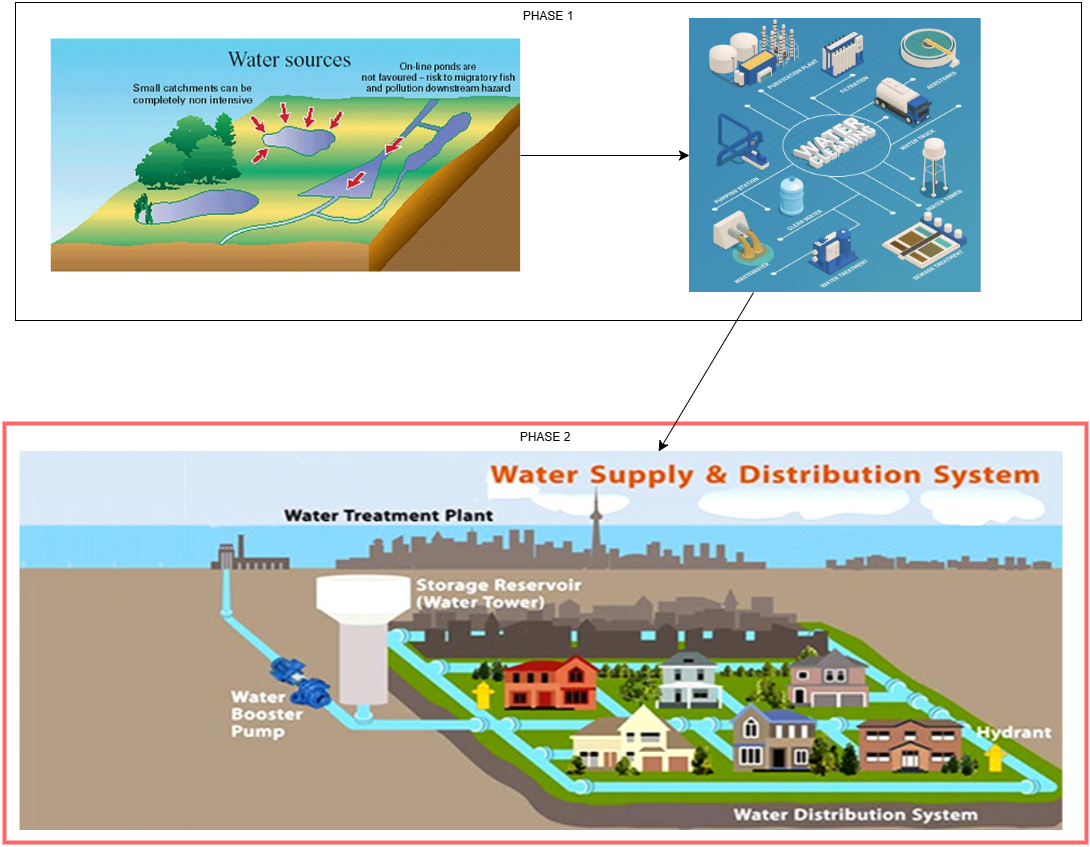 PHASE 1
Water sources
Small catchments can be
completely non intensive
On-line ponds are
not favoured – risk to migratory fish
and pollution downstream hazard
PURIFICATION PLANT
FILTRATION
AEROTANKS
WATER TRUCK
WATER
CLEANING
PUMPING STATION
CLEAN WATER
WATER TOWER
WASTEWATER
WATER TREATMENT
SEWAGE TREATMENT
PHASE 2
Water Supply & Distribution System
Water Treatment Plant
Storage Reservoir
(Water Tower)
Water
Booster
Pump
Hydrant
Water Distribution System